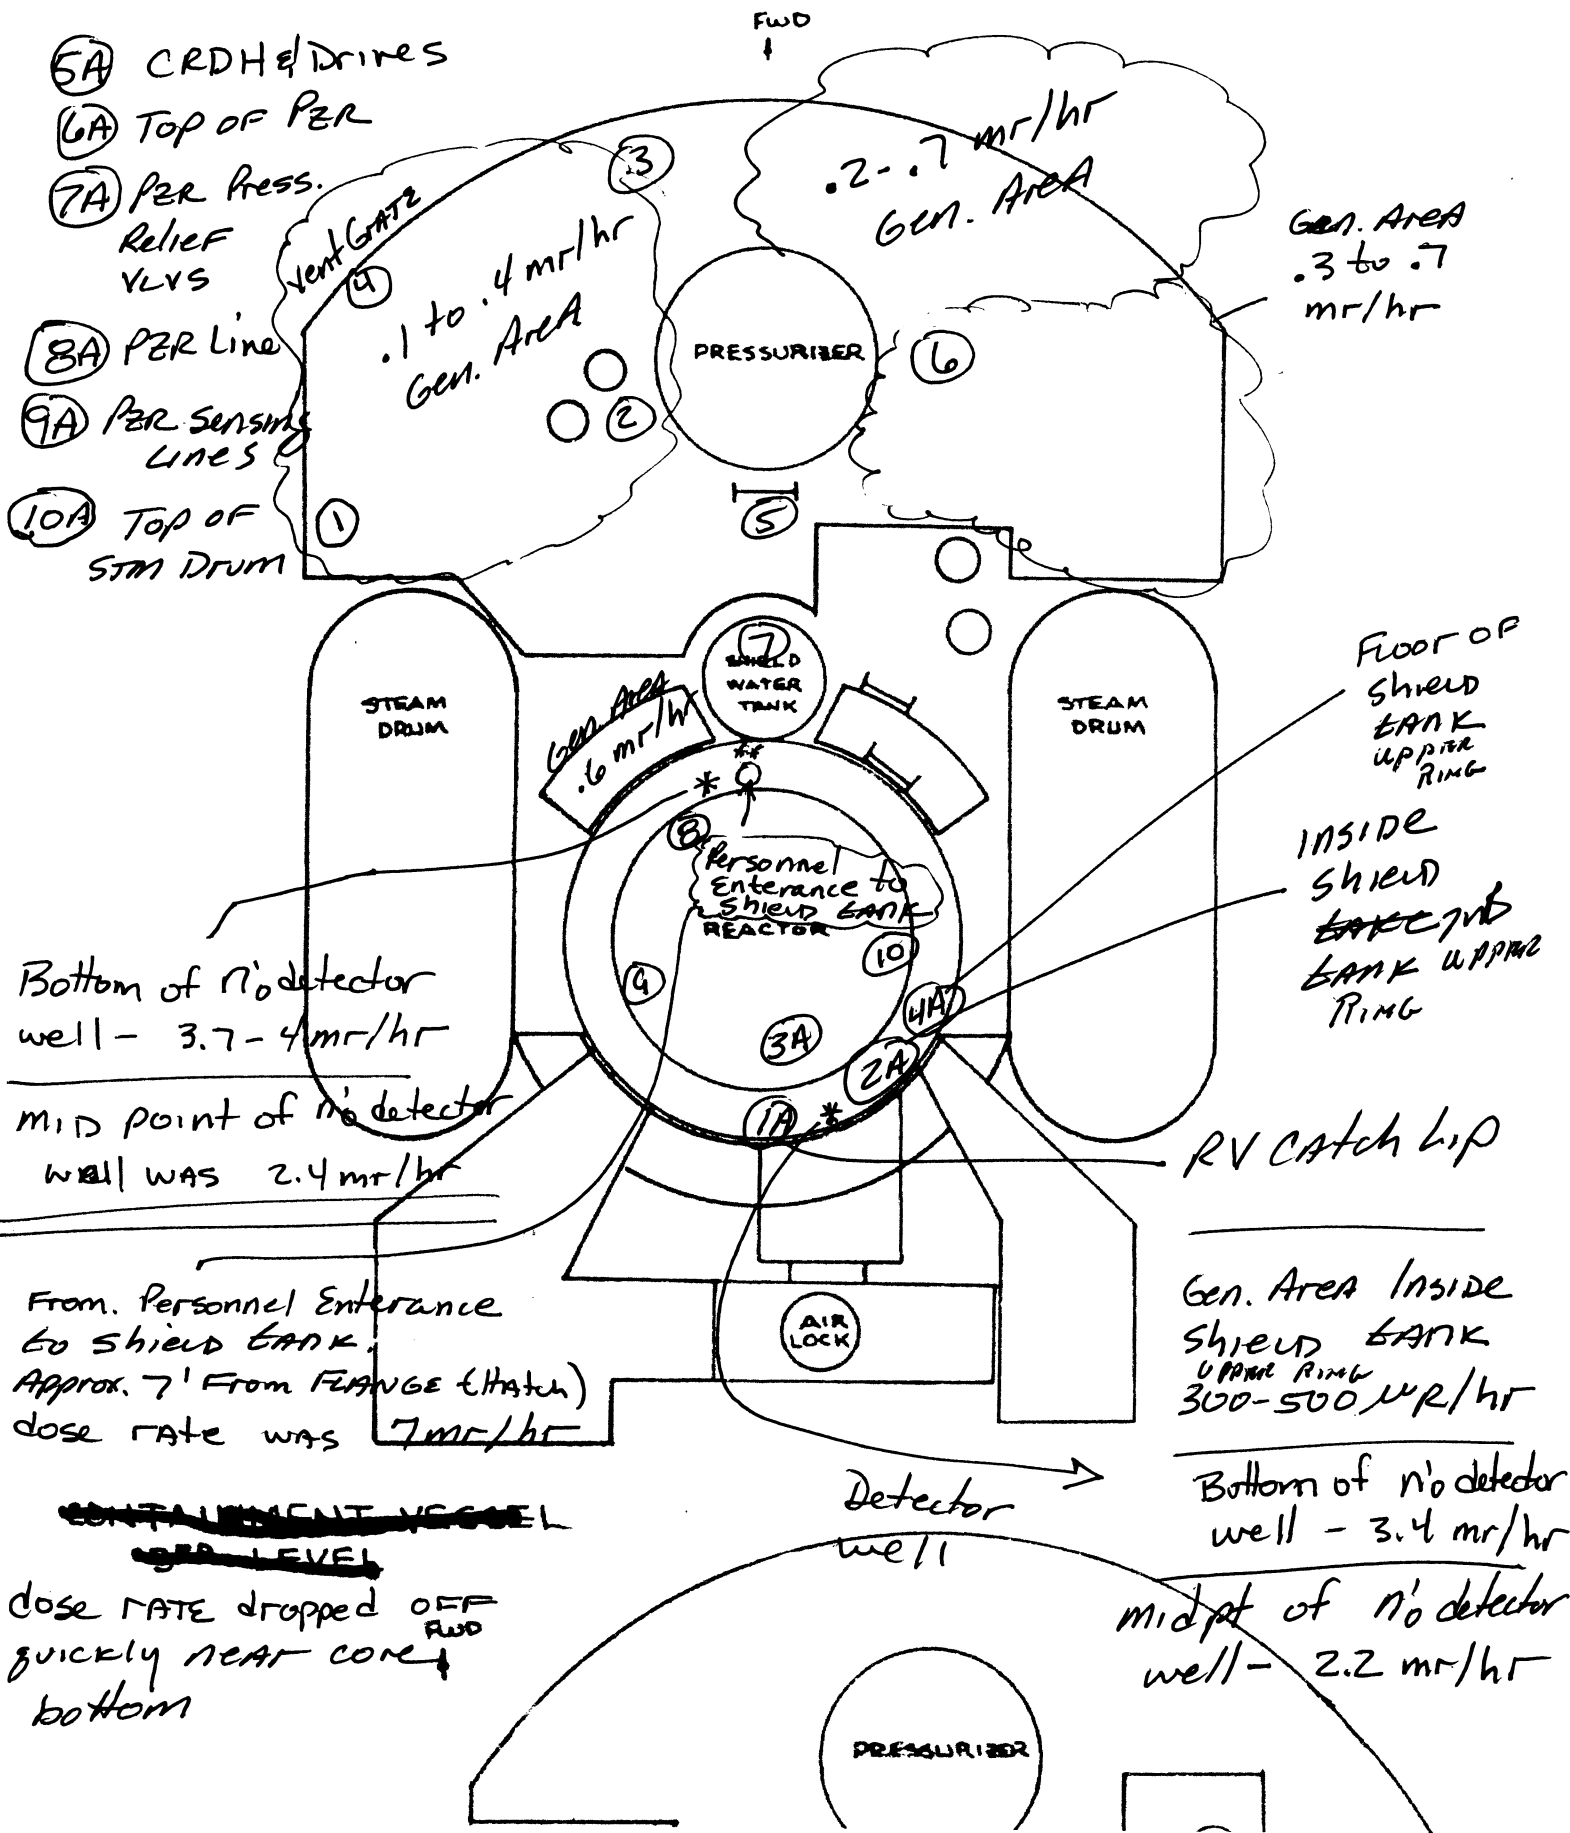 FWD
5A CRDH & Drives
6A TOP OF PZR
7A PZR Press.
Relief
VLVS
8A PZR Line
9A PZR Sensing
Lines
10A TOP OF
STM Drum
Vent GRATE
3
4
.1 to .4 mr/hr
Gen. AreA
2
1
.2-.7 mr/hr
Gen. AreA
Gen. AreA
.3 to .7
mr/hr
PRESSURIZER
6
5
7
SHIELD
WATER
TANK
STEAM
DRUM
Gen. AreA
.6 mr/hr
STEAM
DRUM
Floor OF
Shield
tank
upper
RING
* **
8
Personnel
Enterance to
Shield tank
REACTOR
9
10
3A
4A
2A
1A *
INSIDE
Shield
tank upper
RING
Bottom of n'o detector
well - 3.7-4 mr/hr
MID point of n'o detector
well was 2.4 mr/hr
RV CAtch Lip
From. Personnel Enterance
to shield tank.
Approx. 7' From FLANGE (Hatch)
dose rate was 7 mr/hr
AIR
LOCK
Gen. AreA Inside
Shield tank
UPPER RING
300-500 µR/hr
Bottom of n'o detector
well - 3.4 mr/hr
Midpt of n'o detector
well - 2.2 mr/hr
Detector
well
CONTAINMENT VESSEL
LEVEL
dose rATE dropped OFF
quickly near core
bottom
FWD
PRESSURIZER